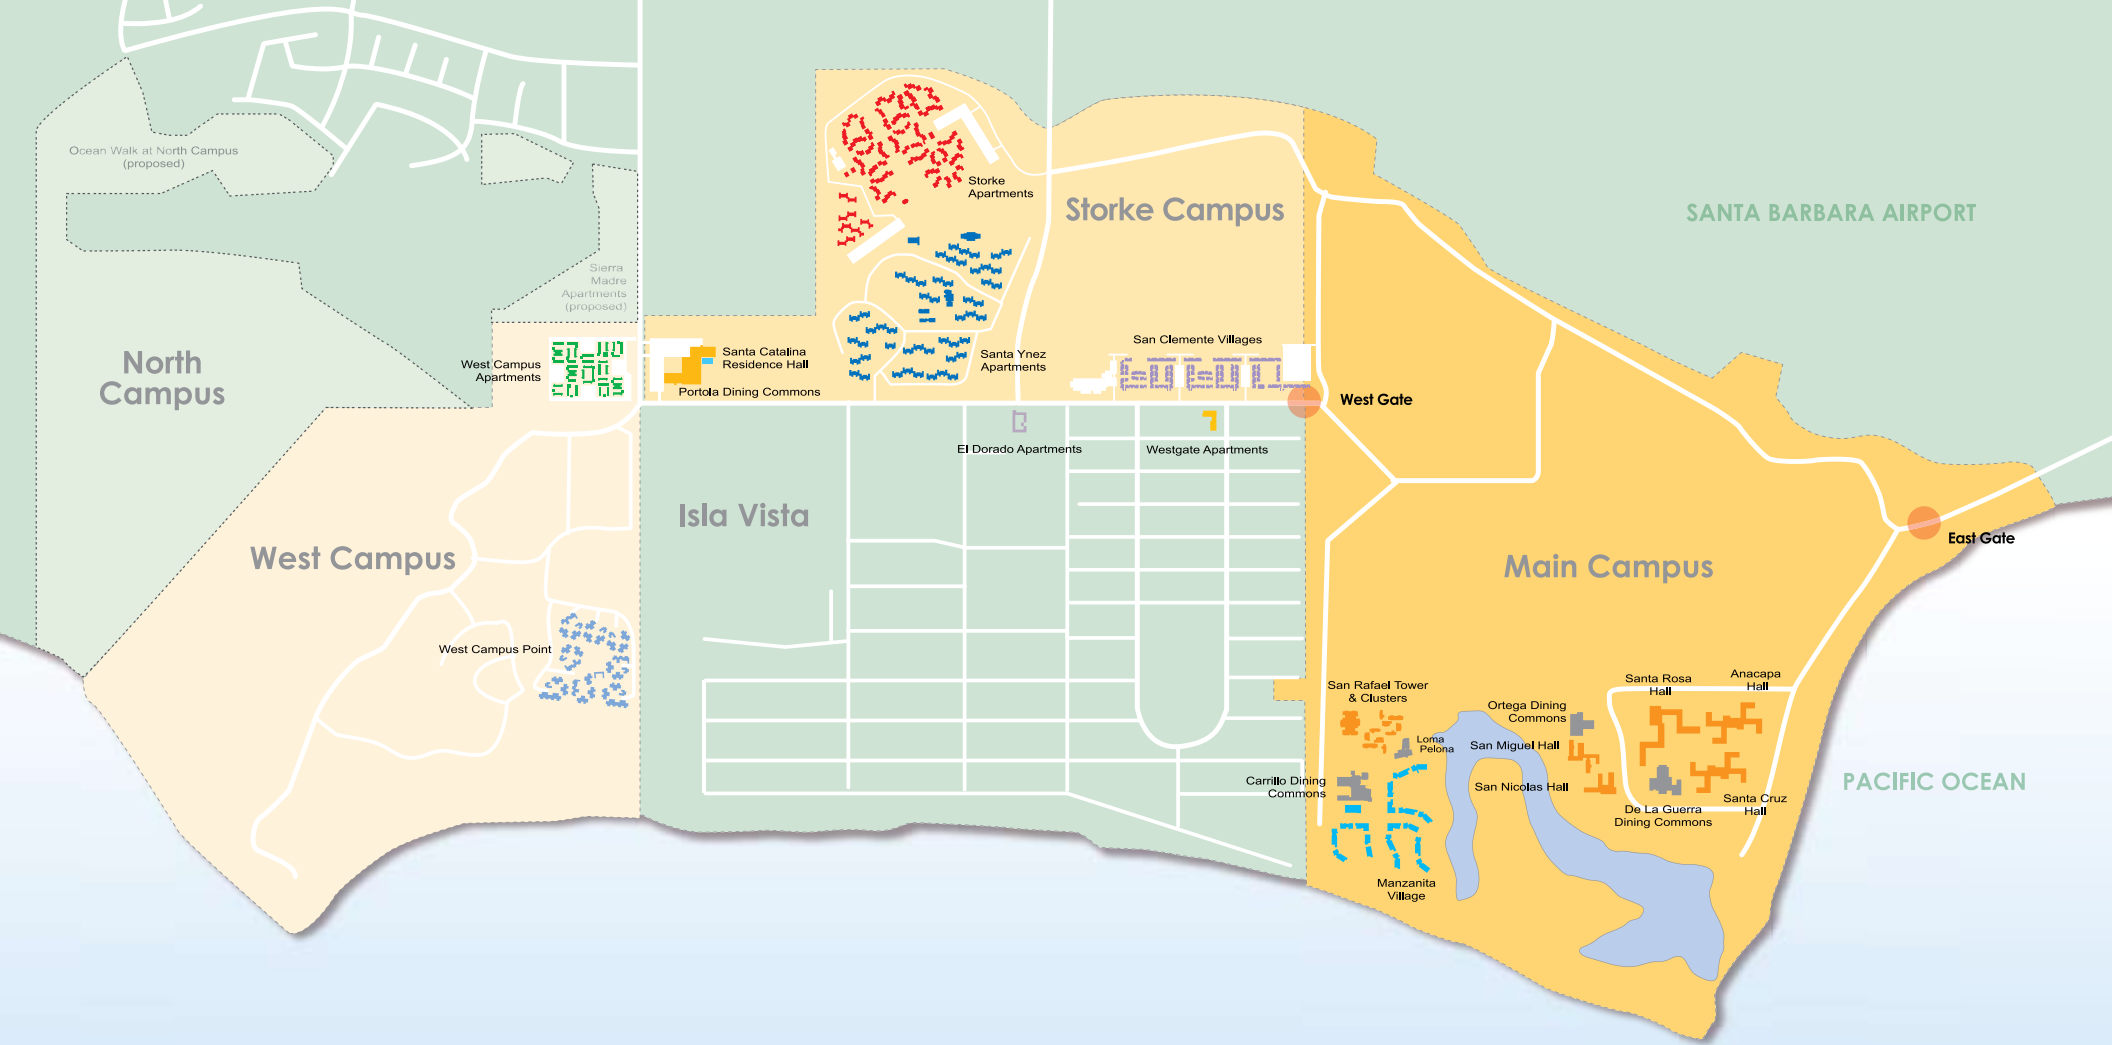 Ocean Walk at North Campus
(proposed)
Storke
Apartments
Storke Campus
SANTA BARBARA AIRPORT
Sierra
Madre
Apartments
(proposed)
North
Campus
West Campus
Apartments
Santa Catalina
Residence Hall
Portola Dining Commons
Santa Ynez
Apartments
San Clemente Villages
West Gate
El Dorado Apartments
Westgate Apartments
Isla Vista
West Campus
East Gate
Main Campus
West Campus Point
San Rafael Tower
& Clusters
Loma
Pelona
Ortega Dining
Commons
San Miguel Hall
San Nicolas Hall
Santa Rosa
Hall
Anacapa
Hall
Carrillo Dining
Commons
De La Guerra
Dining Commons
Santa Cruz
Hall
PACIFIC OCEAN
Manzanita
Village